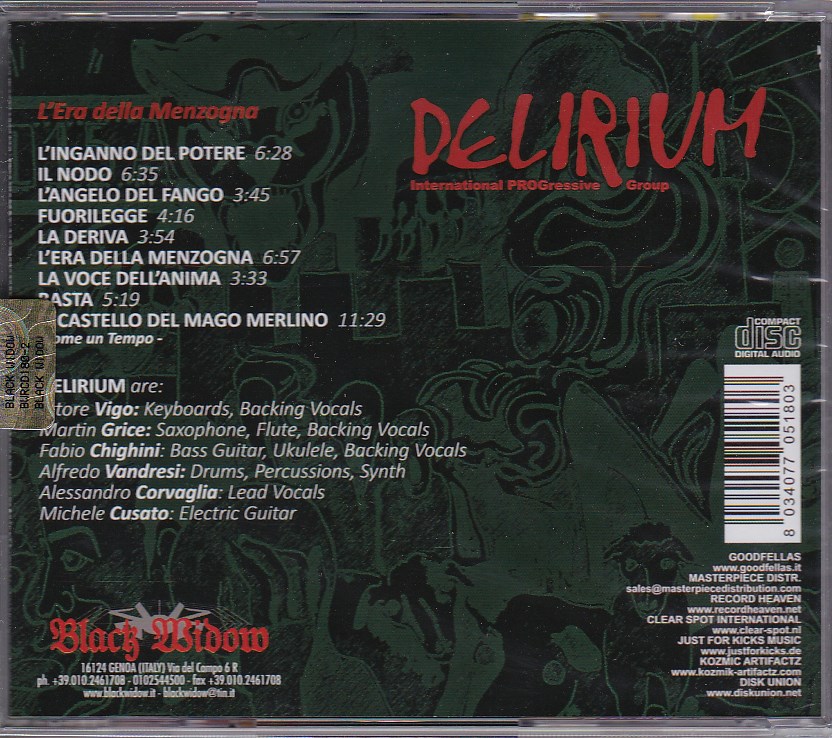 L'Era della Menzogna
L'INGANNO DEL POTERE 6:28
IL NODO 6:35
L'ANGELO DEL FANGO 3:45
FUORILEGGE 4:16
LA DERIVA 3:54
L'ERA DELLA MENZOGNA 6:57
LA VOCE DELL'ANIMA 3:33
BASTA 5:19
CASTELLO DEL MAGO MERLINO 11:29
ome un Tempo -
DELIRIUM are:
ttore Vigo: Keyboards, Backing Vocals
Martin Grice: Saxophone, Flute, Backing Vocals
Fabio Chighini: Bass Guitar, Ukulele, Backing Vocals
Alfredo Vandresi: Drums, Percussions, Synth
Alessandro Corvaglia: Lead Vocals
Michele Cusato: Electric Guitar
BLACK WIDOW
BWRCD180-2
BLACK WIDOW
Black Widow
16124 GENOA (ITALY) Via del Campo 6 R
ph. +39.010.2461708 - 0102544500 - fax +39.010.2461708
www.blackwidow.it - blackwidow@tin.it
DELIRIUM
International PROGressive Group
COMPACT
disc
DIGITAL AUDIO
8 034077 051803
GOODFELLAS
www.goodfellas.it
MASTERPIECE DISTR.
sales@masterpiecedistribution.com
RECORD HEAVEN
www.recordheaven.net
CLEAR SPOT INTERNATIONAL
www.clear-spot.nl
JUST FOR KICKS MUSIC
www.justforkicks.de
KOZMIC ARTIFACTZ
www.kozmik-artifactz.com
DISK UNION
www.diskunion.net